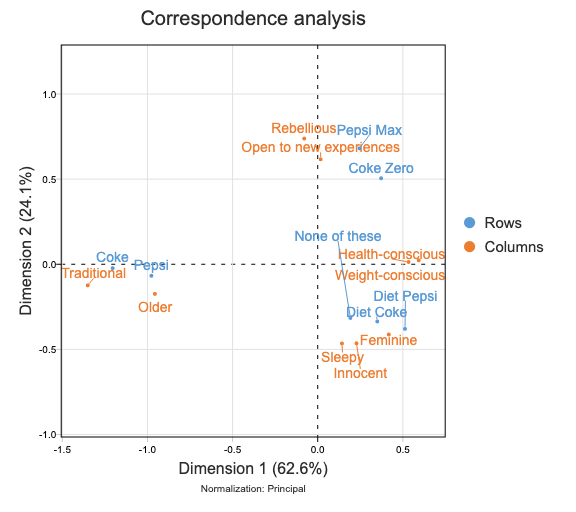 Correspondence analysis
1.0
Rebellious
Pepsi Max
Open to new experiences
Coke Zero
0.5
Rows
None of these
Columns
Health-conscious
Coke
Pepsi
0.0
Traditional
Weight-conscious
Diet Pepsi
Older
Diet Coke
Feminine
-0.5
Sleepy
Innocent
-1.0
Dimension 2 (24.1%)
-1.5 -1.0 -0.5 0.0 0.5
Dimension 1 (62.6%)
Normalization: Principal